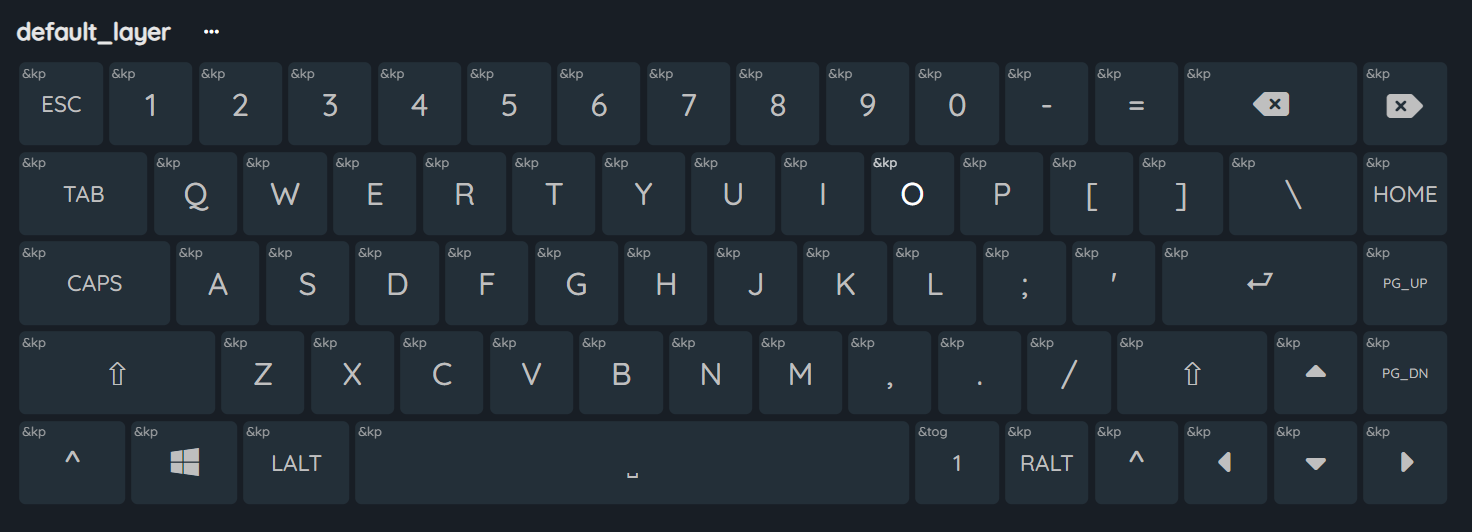 default_layer ...
&kp &kp &kp &kp &kp &kp &kp &kp &kp &kp &kp &kp &kp &kp &kp
ESC 1 2 3 4 5 6 7 8 9 0 - = ⌫ ⌦
&kp &kp &kp &kp &kp &kp &kp &kp &kp &kp &kp &kp &kp &kp &kp
TAB Q W E R T Y U I O P [ ] \ HOME
&kp &kp &kp &kp &kp &kp &kp &kp &kp &kp &kp &kp &kp &kp
CAPS A S D F G H J K L ; ' ↵ PG_UP
&kp &kp &kp &kp &kp &kp &kp &kp &kp &kp &kp &kp &kp &kp
⇧ Z X C V B N M , . / ⇧ PG_DN
&kp &kp &kp &kp &tog &kp &kp &kp &kp &kp
^ LALT ␣ 1 RALT ^